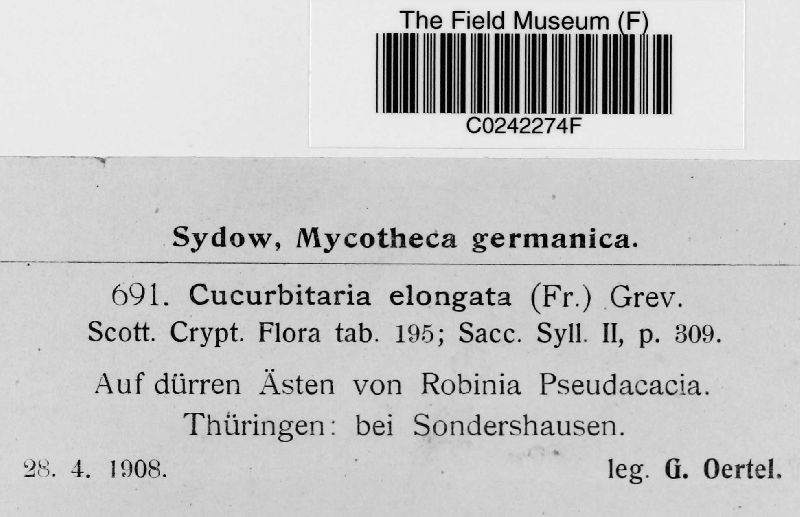 The Field Museum (F)
C0242274F
Sydow, Mycotheca germanica.
691. Cucurbitaria elongata (Fr.) Grev.
Scott. Crypt. Flora tab. 195; Sacc. Syll. II, p. 309.
Auf dürren Ästen von Robinia Pseudacacia.
Thüringen: bei Sondershausen.
28. 4. 1908. leg. G. Oertel.